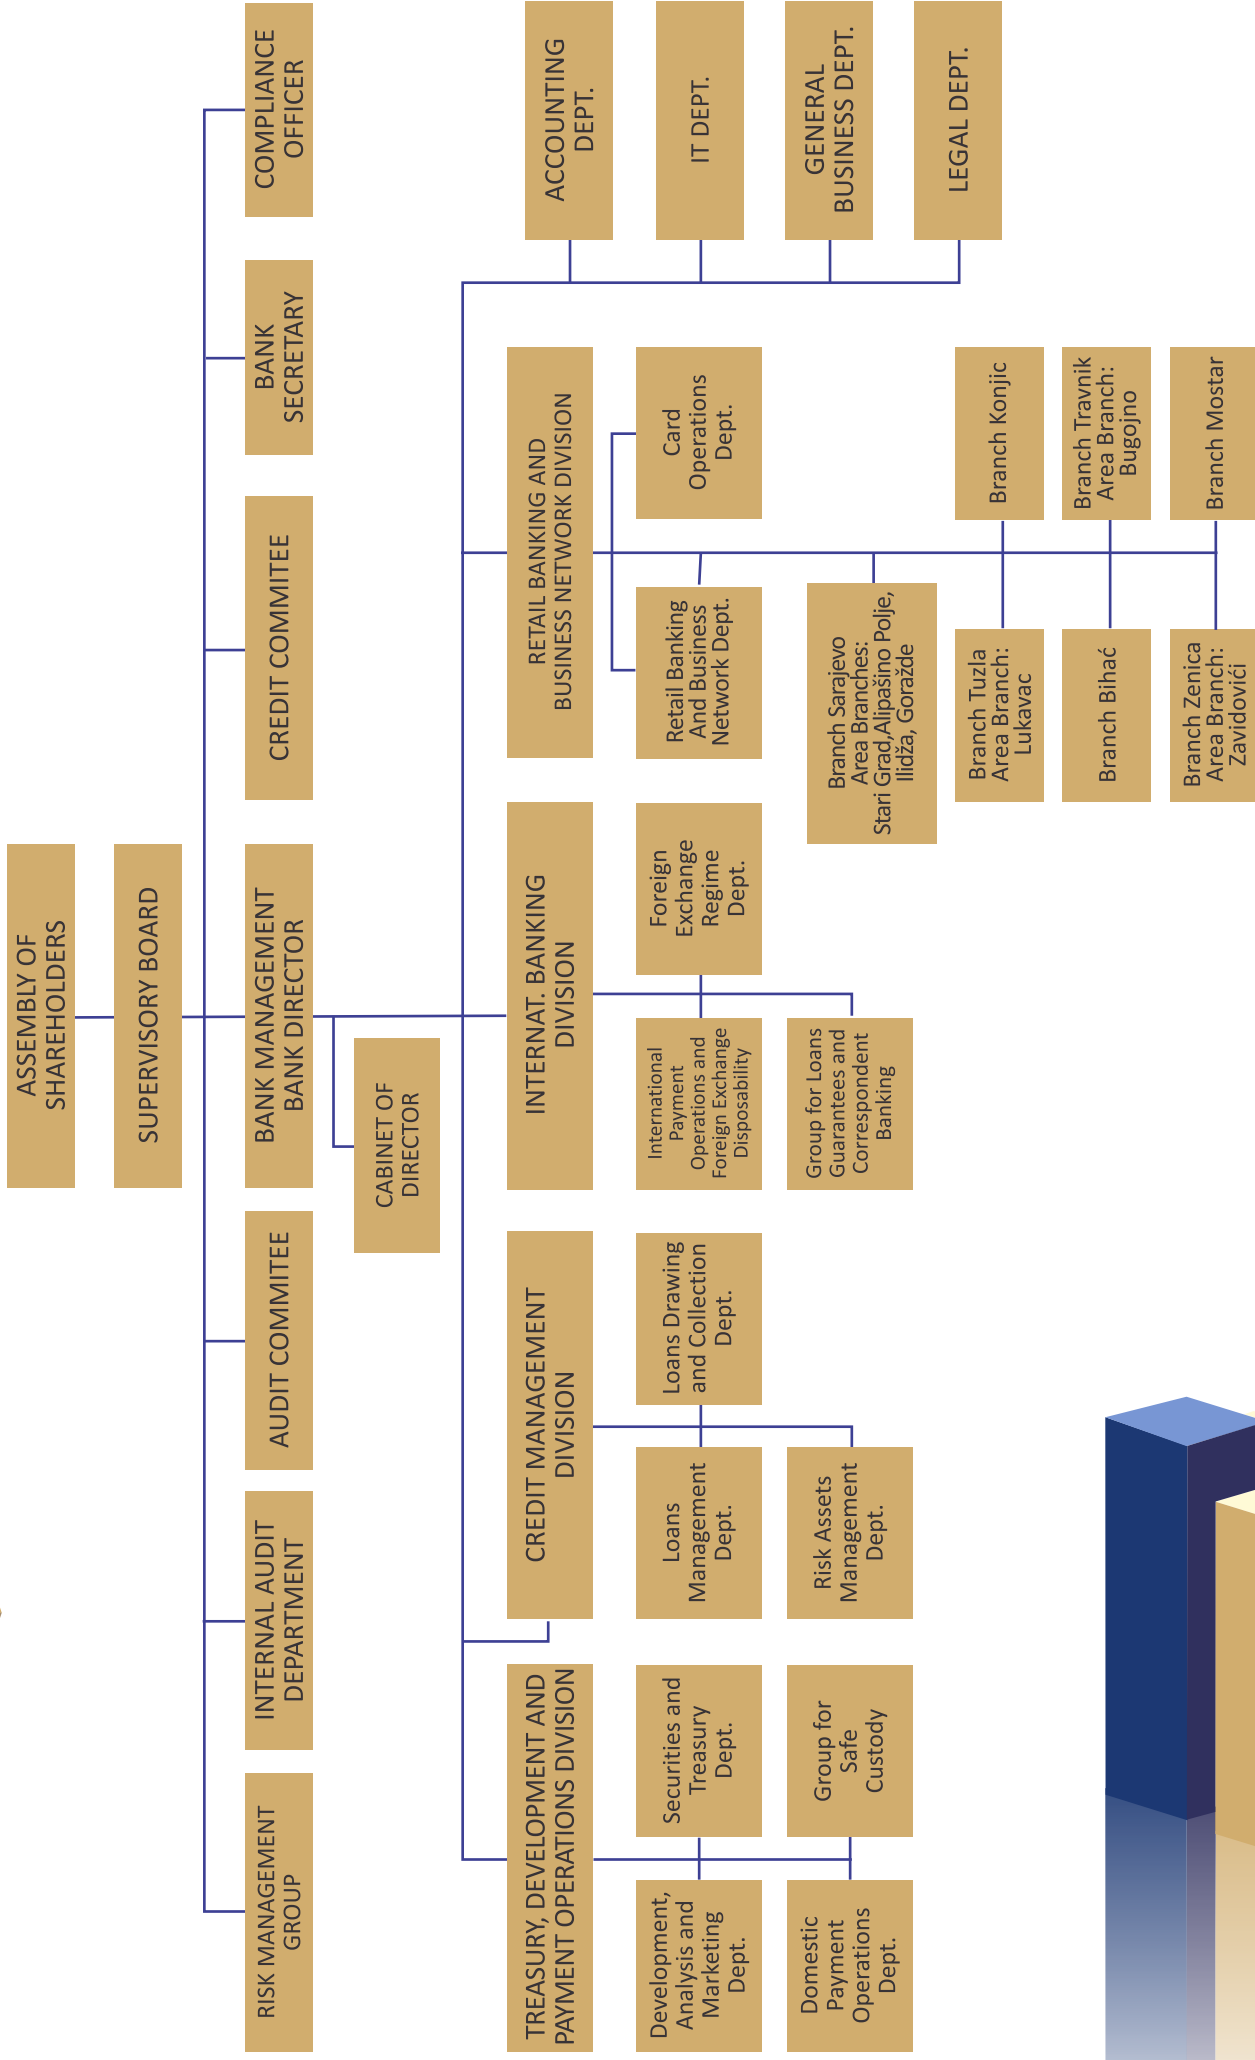 ASSEMBLY OF
SHAREHOLDERS
SUPERVISORY BOARD
RISK MANAGEMENT
GROUP
INTERNAL AUDIT
DEPARTMENT
AUDIT COMMITEE
BANK MANAGEMENT
BANK DIRECTOR
CREDIT COMMITEE
BANK
SECRETARY
COMPLIANCE
OFFICER
CABINET OF
DIRECTOR
TREASURY, DEVELOPMENT AND
PAYMENT OPERATIONS DIVISION
CREDIT MANAGEMENT
DIVISION
INTERNAT. BANKING
DIVISION
RETAIL BANKING AND
BUSINESS NETWORK DIVISION
ACCOUNTING
DEPT.
IT DEPT.
GENERAL
BUSINESS DEPT.
LEGAL DEPT.
Development,
Analysis and
Marketing
Dept.
Securities and
Treasury
Dept.
Domestic
Payment
Operations
Dept.
Group for
Safe
Custody
Loans
Management
Dept.
Loans Drawing
and Collection
Dept.
Risk Assets
Management
Dept.
International
Payment
Operations and
Foreign Exchange
Disposability
Foreign
Exchange
Regime
Dept.
Group for Loans
Guarantees and
Correspondent
Banking
Retail Banking
And Business
Network Dept.
Card
Operations
Dept.
Branch Sarajevo
Area Branches:
Stari Grad,Alipašino Polje,
Ilidža, Goražde
Branch Tuzla
Area Branch:
Lukavac
Branch Konjic
Branch Bihać
Branch Travnik
Area Branch:
Bugojno
Branch Zenica
Area Branch:
Zavidovići
Branch Mostar